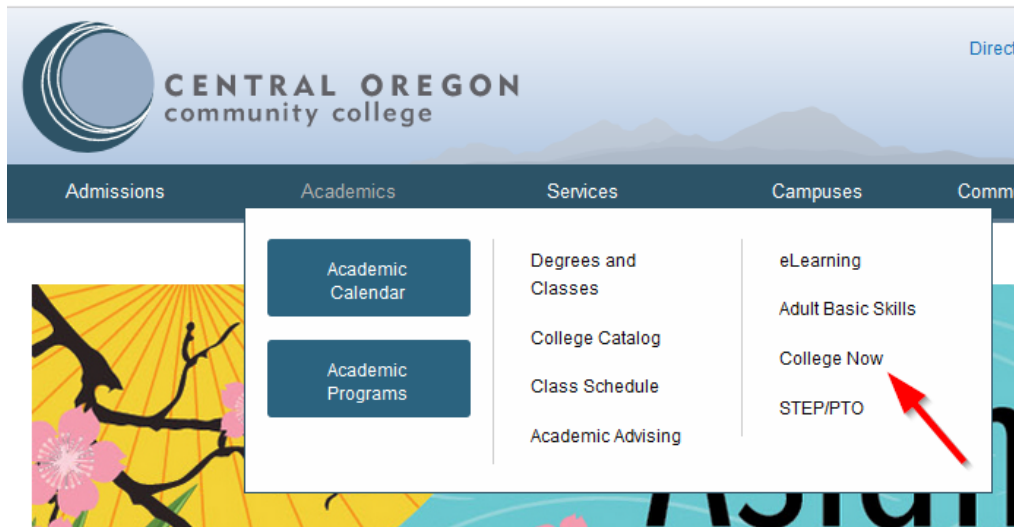 Direct
CENTRAL OREGON
community college
Admissions
Academics
Services
Campuses
Academic
Calendar
Academic
Programs
Degrees and
Classes
College Catalog
Class Schedule
Academic Advising
eLearning
Adult Basic Skills
College Now
STEP/PTO